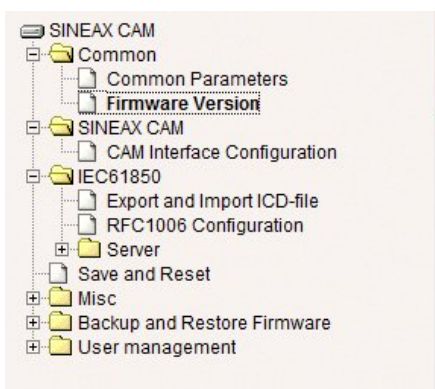 SINEAX CAM
Common
Common Parameters
Firmware Version
SINEAX CAM
CAM Interface Configuration
IEC61850
Export and Import ICD-file
RFC1006 Configuration
Server
Save and Reset
Misc
Backup and Restore Firmware
User management